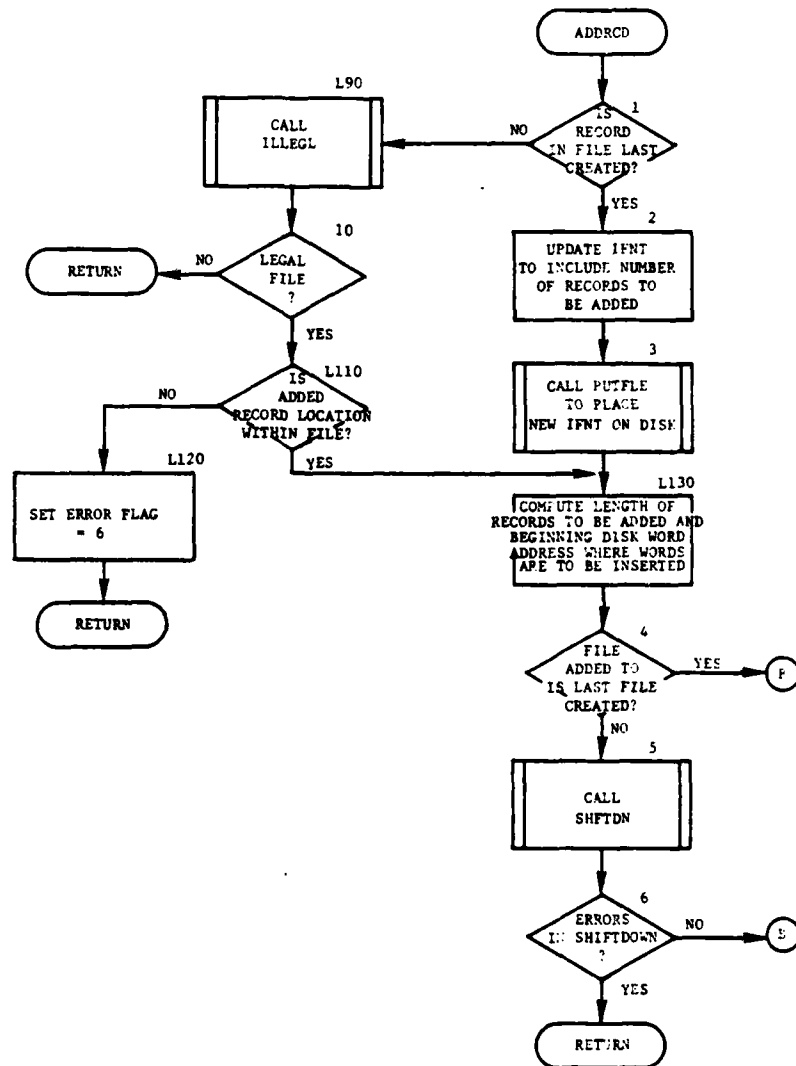 ADDRCD
1
IS
RECORD
IN FILE LAST
CREATED?
NO
YES
L90
CALL
ILLEGL
10
LEGAL
FILE
?
NO
RETURN
YES
2
UPDATE IFNT
TO INCLUDE NUMBER
OF RECORDS TO
BE ADDED
3
CALL PUTFLE
TO PLACE
NEW IFNT ON DISK
L110
IS
ADDED
RECORD LOCATION
WITHIN FILE?
NO
YES
L120
SET ERROR FLAG
= 6
RETURN
L130
COMPUTE LENGTH OF
RECORDS TO BE ADDED AND
BEGINNING DISK WORD
ADDRESS WHERE WORDS
ARE TO BE INSERTED
4
FILE
ADDED TO
IS LAST FILE
CREATED?
YES
NO
5
CALL
SHFTDN
6
ERRORS
IN SHIFTDOWN
?
NO
YES
RETURN